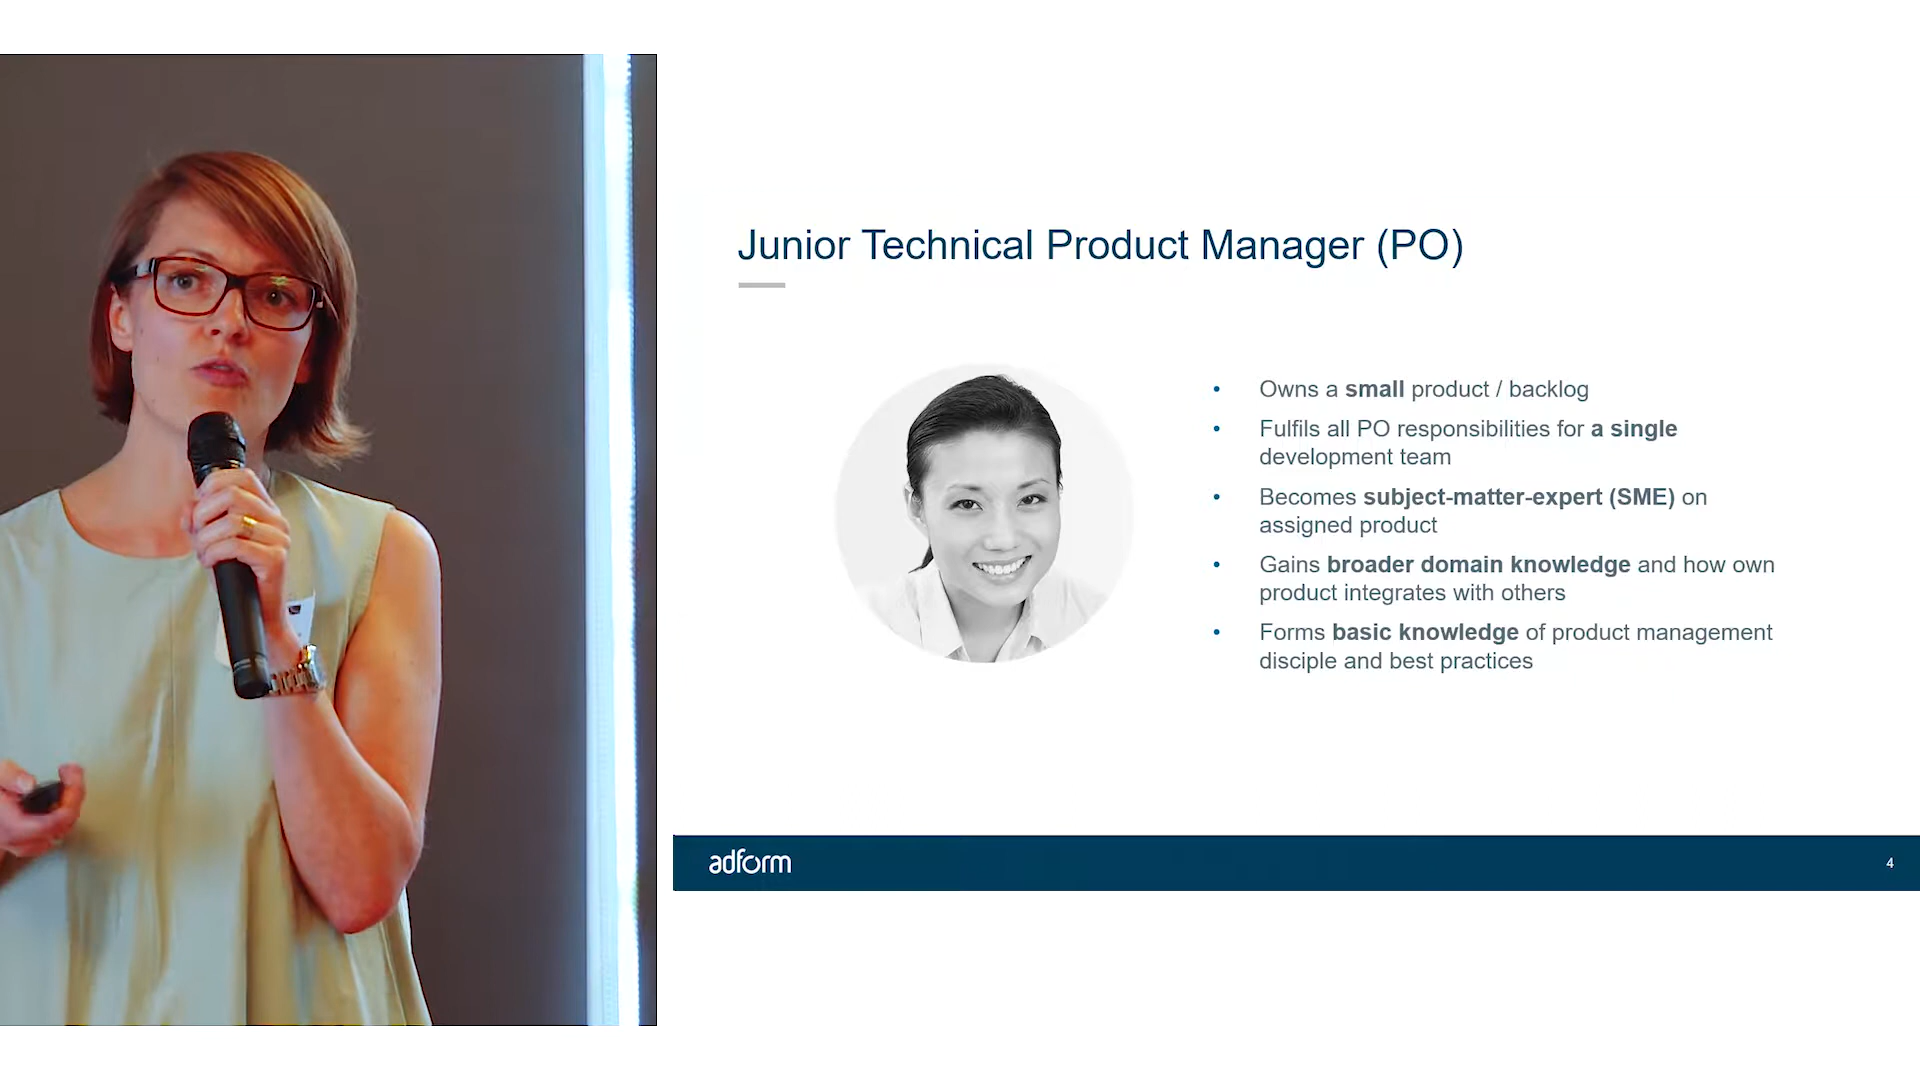 Junior Technical Product Manager (PO)
• Owns a small product / backlog
• Fulfils all PO responsibilities for a single
development team
• Becomes subject-matter-expert (SME) on
assigned product
• Gains broader domain knowledge and how own
product integrates with others
• Forms basic knowledge of product management
disciple and best practices
adform
4